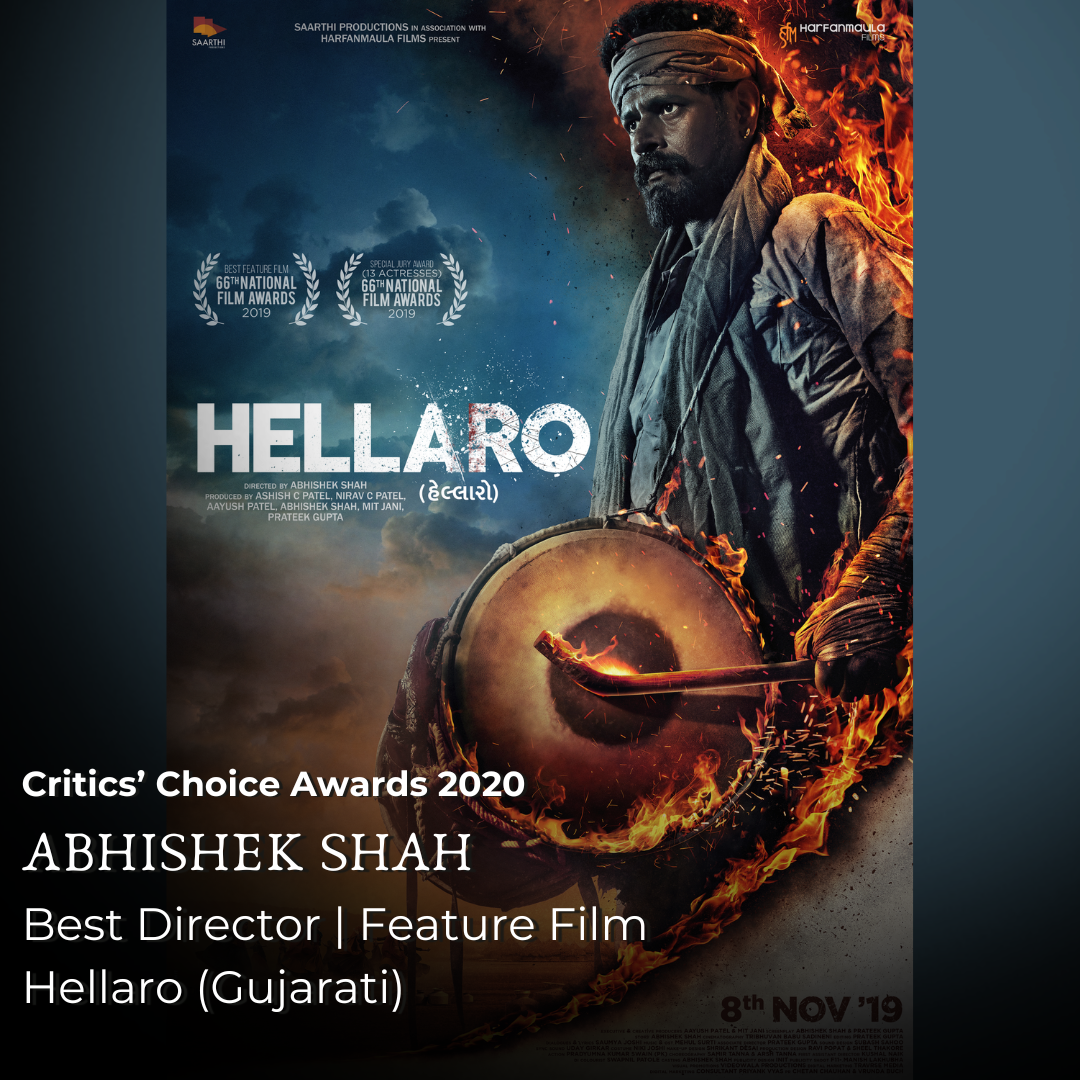 SAARTHI
SAARTHI PRODUCTIONS IN ASSOCIATION WITH
HARFANMAULA FILMS PRESENT
HARFANMAULA
FILMS
BEST FEATURE FILM
66TH NATIONAL
FILM AWARDS
2019
SPECIAL JURY AWARD
(13 ACTRESSES)
66TH NATIONAL
FILM AWARDS
2019
HELLARO
(હેલ્લારો)
DIRECTED BY ABHISHEK SHAH
PRODUCED BY ASHISH C PATEL, NIRAV C PATEL,
AAYUSH PATEL, ABHISHEK SHAH, MIT JANI,
PRATEEK GUPTA
Critics’ Choice Awards 2020
ABHISHEK SHAH
Best Director | Feature Film
Hellaro (Gujarati)
8th NOV ’19